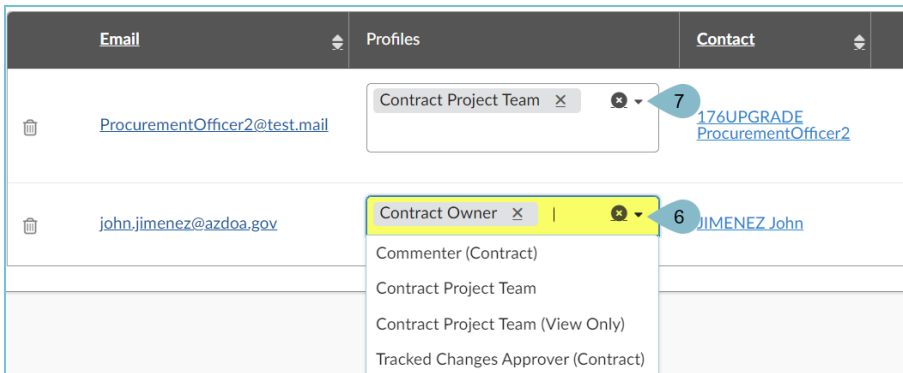 Email Profiles Contact
Contract Project Team X 7
ProcurementOfficer2@test.mail 176UPGRADE
ProcurementOfficer2
john.jimenez@azdoa.gov Contract Owner X 6 JIMENEZ John
Commenter (Contract)
Contract Project Team
Contract Project Team (View Only)
Tracked Changes Approver (Contract)